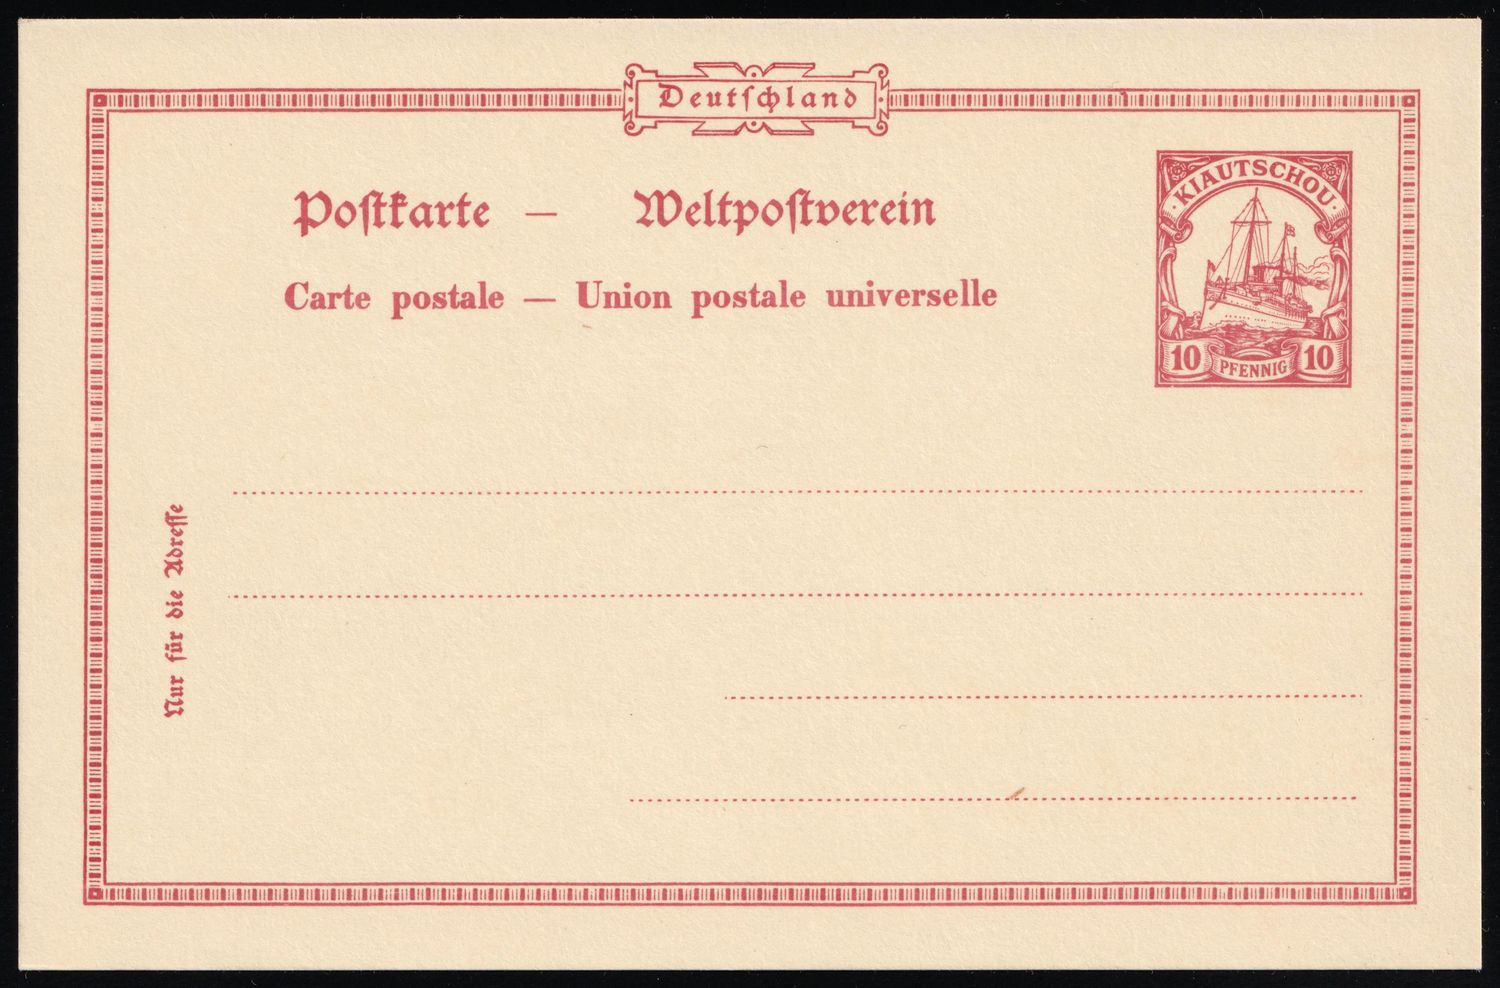 Deutſchland
Poſtkarte — Weltpoſtverein
Carte postale — Union postale universelle
· KIAUTSCHOU ·
10 PFENNIG 10
Nur für die Adreſſe